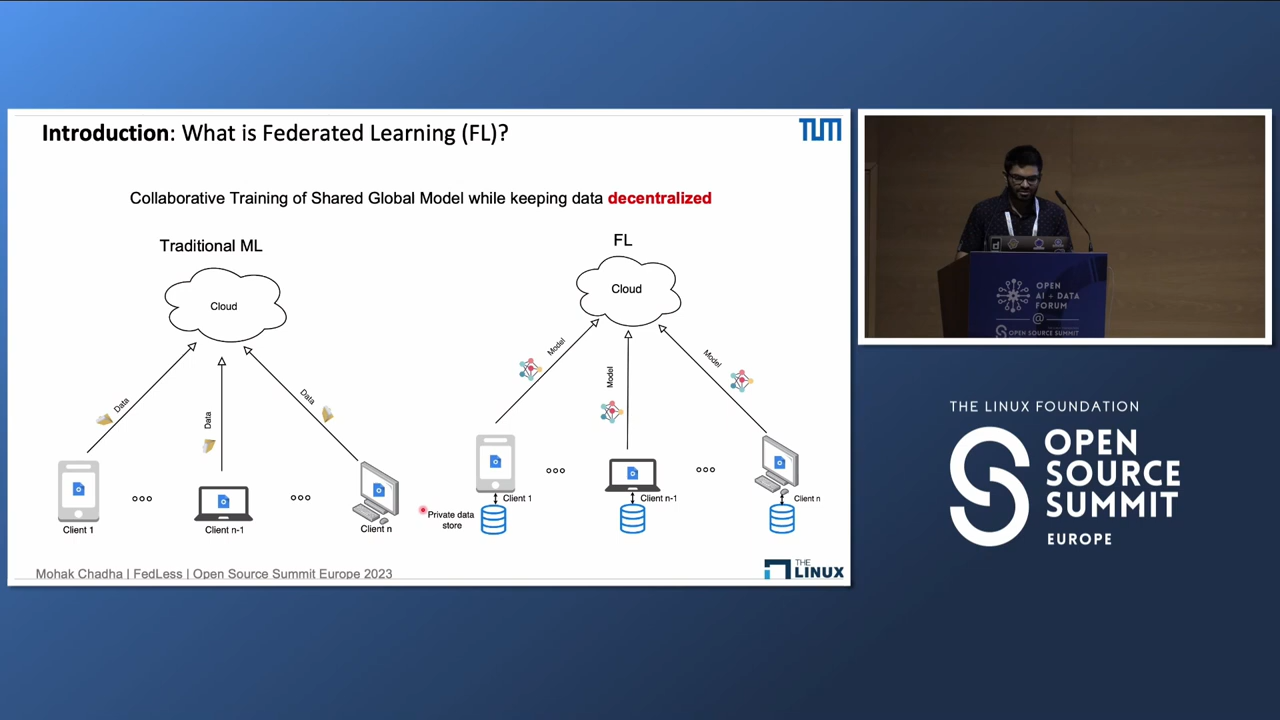 Introduction: What is Federated Learning (FL)?
TUM
Collaborative Training of Shared Global Model while keeping data decentralized
Traditional ML
Cloud
Data
Data
Data
Client 1
Client n-1
Client n
FL
Cloud
Model
Model
Model
Client 1
Client n-1
Client n
Private data
store
Mohak Chadha | FedLess | Open Source Summit Europe 2023
THE
LINUX
OPEN
AI + DATA
FORUM
@
OPEN SOURCE SUMMIT
THE LINUX FOUNDATION
OPEN
SOURCE
SUMMIT
EUROPE